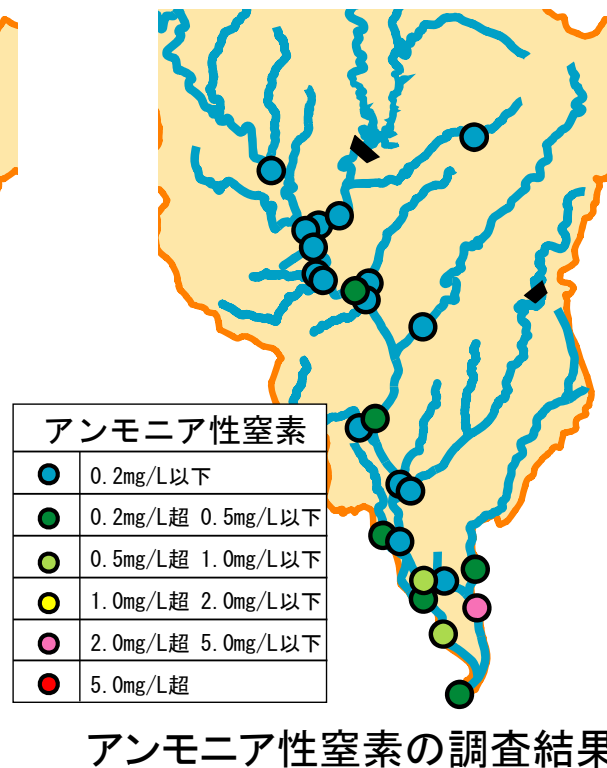 アンモニア性窒素
0.2mg/L以下
0.2mg/L超 0.5mg/L以下
0.5mg/L超 1.0mg/L以下
1.0mg/L超 2.0mg/L以下
2.0mg/L超 5.0mg/L以下
5.0mg/L超
アンモニア性窒素の調査結果